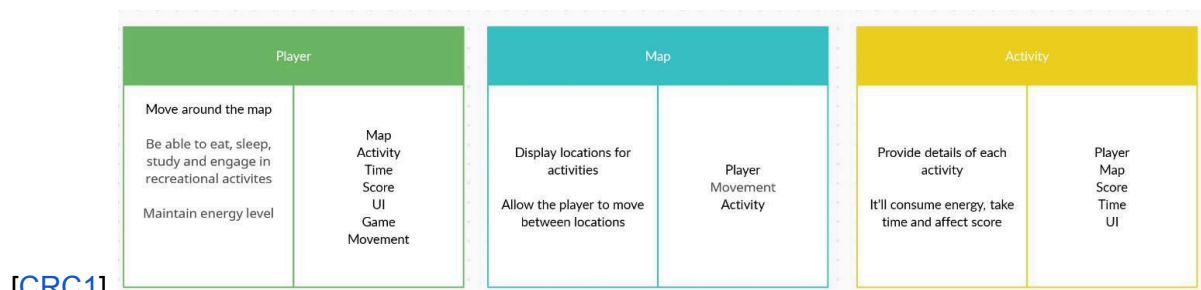 Player
Move around the map
Be able to eat, sleep,
study and engage in
recreational activites
Maintain energy level
Map
Activity
Time
Score
UI
Game
Movement
Map
Display locations for
activities
Allow the player to move
between locations
Player
Movement
Activity
Activity
Provide details of each
activity
It'll consume energy, take
time and affect score
Player
Map
Score
Time
UI
[CRC1]